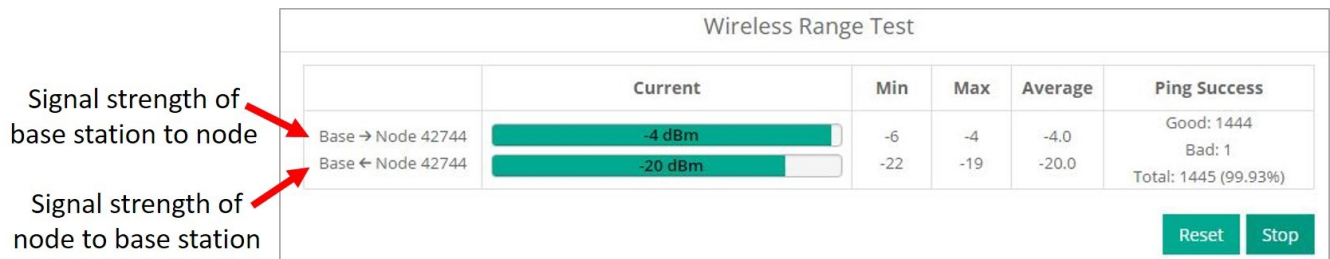 Wireless Range Test
Current Min Max Average Ping Success
Signal strength of
base station to node
Base → Node 42744 -4 dBm -6 -4 -4.0
Base ← Node 42744 -20 dBm -22 -19 -20.0
Good: 1444
Bad: 1
Total: 1445 (99.93%)
Signal strength of
node to base station
Reset Stop